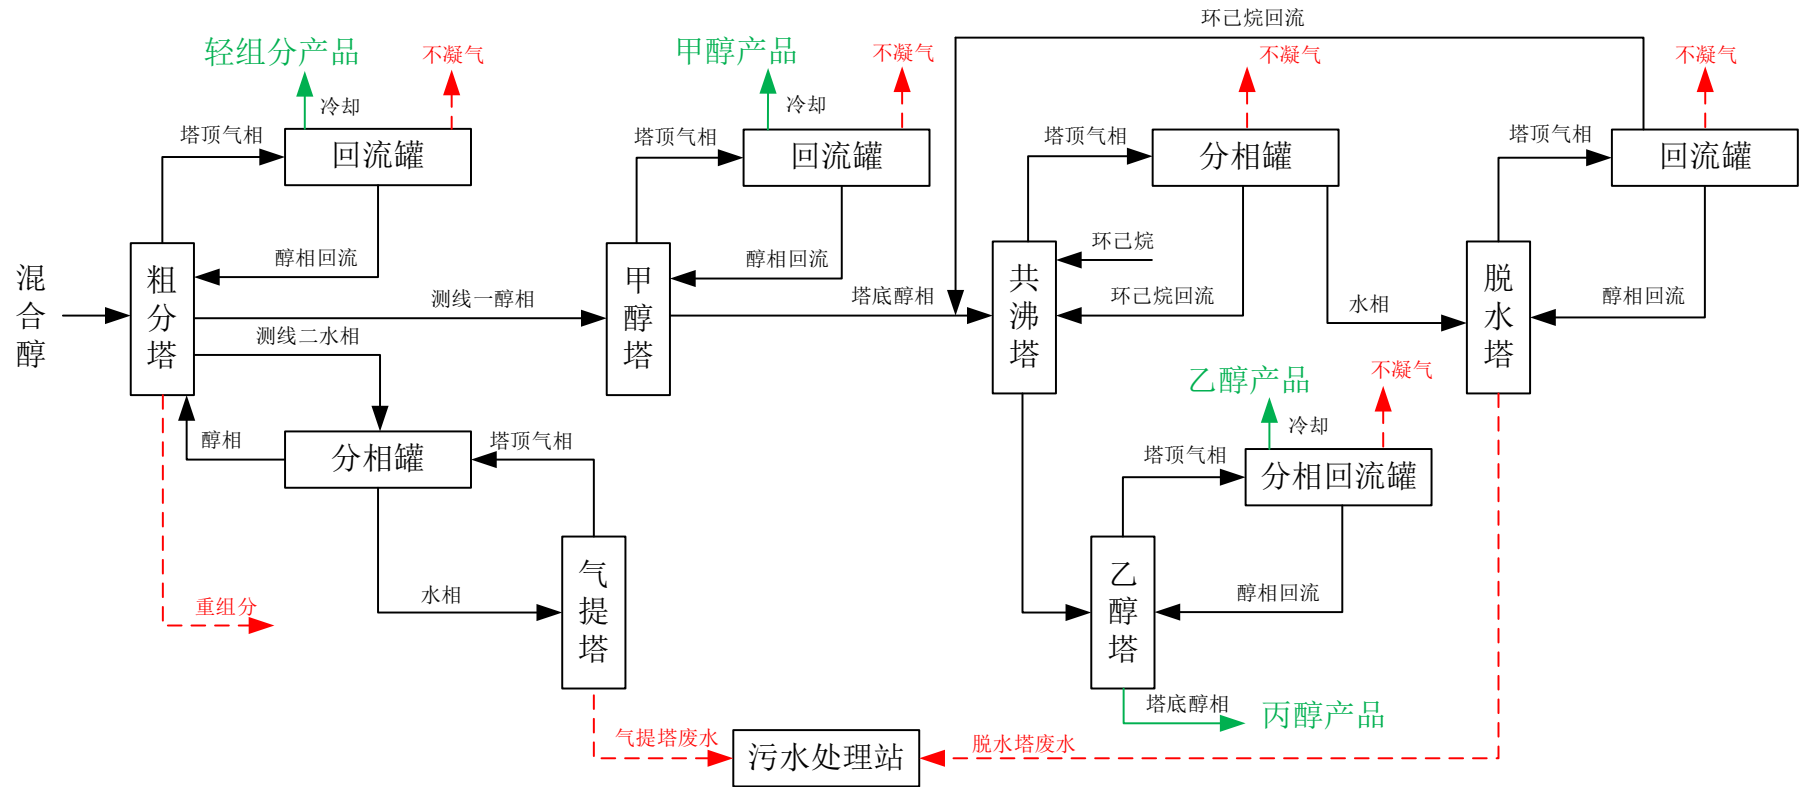 环己烷回流
轻组分产品
不凝气
甲醇产品
不凝气
不凝气
不凝气
冷却
冷却
塔顶气相
塔顶气相
塔顶气相
塔顶气相
回流罐
回流罐
分相罐
回流罐
环己烷
醇相回流
醇相回流
混合醇
粗分塔
测线一醇相
甲醇塔
塔底醇相
共沸塔
环己烷回流
水相
脱水塔
醇相回流
测线二水相
乙醇产品
不凝气
冷却
醇相
分相罐
塔顶气相
塔顶气相
分相回流罐
重组分
水相
气提塔
乙醇塔
醇相回流
塔底醇相
丙醇产品
气提塔废水
污水处理站
脱水塔废水